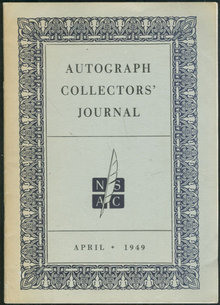 AUTOGRAPH
COLLECTORS'
JOURNAL
N S
A C
APRIL • 1949